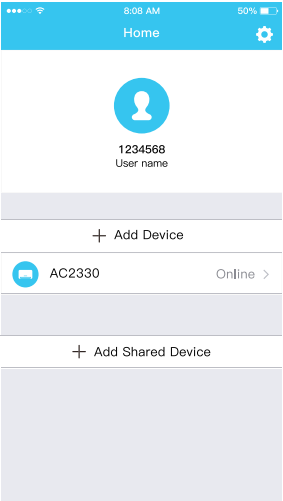 8:08 AM
50%
Home
1234568
User name
+ Add Device
AC2330
Online >
+ Add Shared Device